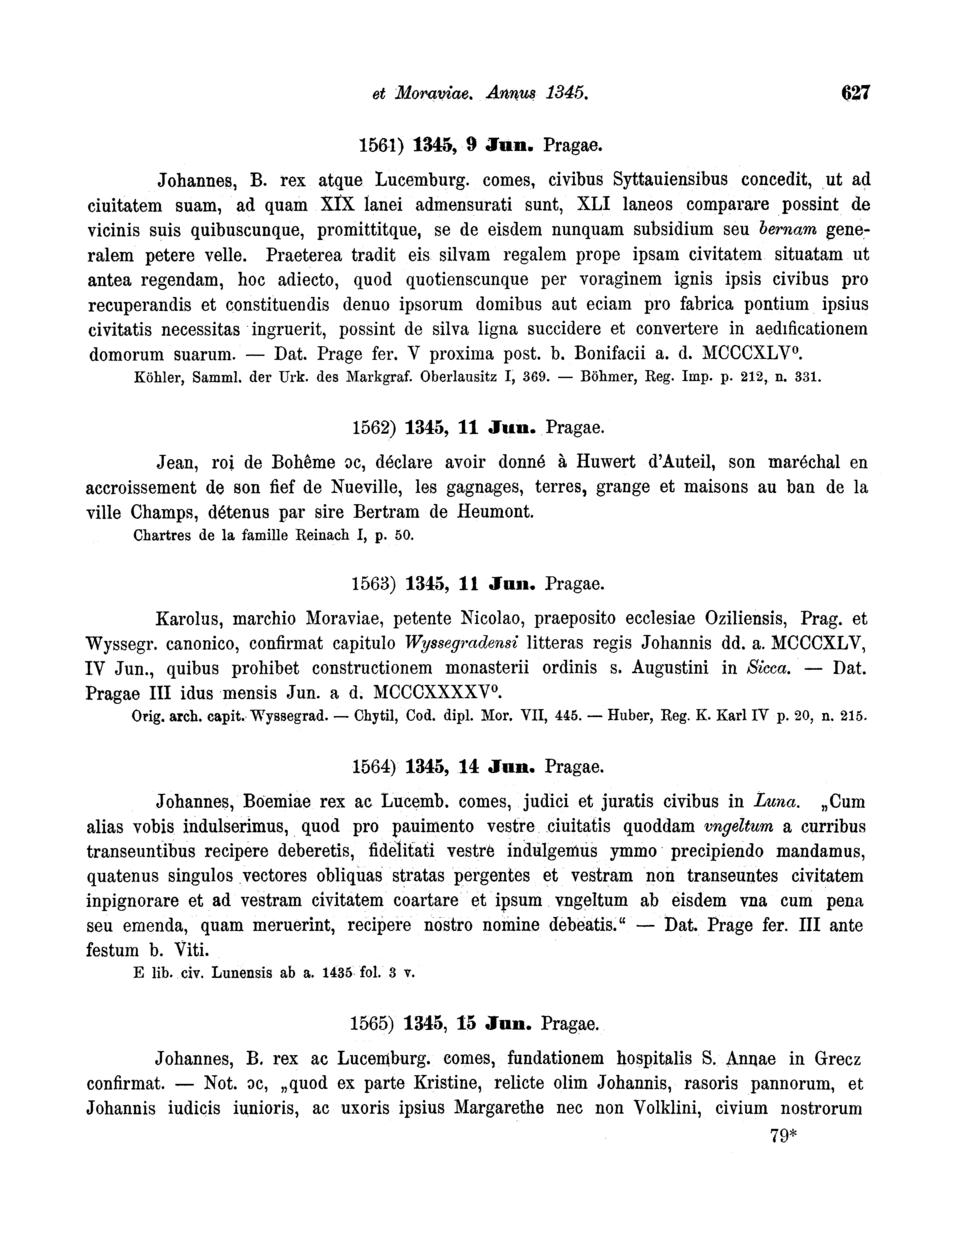 et Moraviae. Annus 1345. 627
1561) 1345, 9 Jun. Pragae.
Johannes, B. rex atque Lucemburg. comes, civibus Syttauiensibus concedit, ut ad
ciuitatem suam, ad quam XIX lanei admensurati sunt, XLI laneos comparare possint de
vicinis suis quibuscunque, promittitque, se de eisdem nunquam subsidium seu bernam gene-
ralem petere velle. Praeterea tradit eis silvam regalem prope ipsam civitatem situatam ut
antea regendam, hoc adiecto, quod quotienscunque per voraginem ignis ipsis civibus pro
recuperandis et constituendis denuo ipsorum domibus aut eciam pro fabrica pontium ipsius
civitatis necessitas ingruerit, possint de silva ligna succidere et convertere in aedificationem
domorum suarum. — Dat. Prage fer. V proxima post. b. Bonifacii a. d. MCCCXLV⁰.
Köhler, Samml. der Urk. des Markgraf. Oberlausitz I, 369. — Böhmer, Reg. Imp. p. 212, n. 331.
1562) 1345, 11 Jun. Pragae.
Jean, roi de Bohême ɔc, déclare avoir donné à Huwert d'Auteil, son maréchal en
accroissement de son fief de Nueville, les gagnages, terres, grange et maisons au ban de la
ville Champs, détenus par sire Bertram de Heumont.
Chartres de la famille Reinach I, p. 50.
1563) 1345, 11 Jun. Pragae.
Karolus, marchio Moraviae, petente Nicolao, praeposito ecclesiae Oziliensis, Prag. et
Wyssegr. canonico, confirmat capitulo Wyssegradensi litteras regis Johannis dd. a. MCCCXLV,
IV Jun., quibus prohibet constructionem monasterii ordinis s. Augustini in Sicca. — Dat.
Pragae III idus mensis Jun. a d. MCCCXXXXV⁰.
Orig. arch. capit. Wyssegrad. — Chytil, Cod. dipl. Mor. VII, 445. — Huber, Reg. K. Karl IV p. 20, n. 215.
1564) 1345, 14 Jun. Pragae.
Johannes, Boemiae rex ac Lucemb. comes, judici et juratis civibus in Luna. „Cum
alias vobis indulserimus, quod pro pauimento vestre ciuitatis quoddam vngeltum a curribus
transeuntibus recipere deberetis, fidelitati vestre indulgemus ymmo precipiendo mandamus,
quatenus singulos vectores obliquas stratas pergentes et vestram non transeuntes civitatem
inpignorare et ad vestram civitatem coartare et ipsum vngeltum ab eisdem vna cum pena
seu emenda, quam meruerint, recipere nostro nomine debeatis.“ — Dat. Prage fer. III ante
festum b. Viti.
E lib. civ. Lunensis ab a. 1435 fol. 3 v.
1565) 1345, 15 Jun. Pragae.
Johannes, B. rex ac Lucemburg. comes, fundationem hospitalis S. Annae in Grecz
confirmat. — Not. ɔc, „quod ex parte Kristine, relicte olim Johannis, rasoris pannorum, et
Johannis iudicis iunioris, ac uxoris ipsius Margarethe nec non Volklini, civium nostrorum
79*